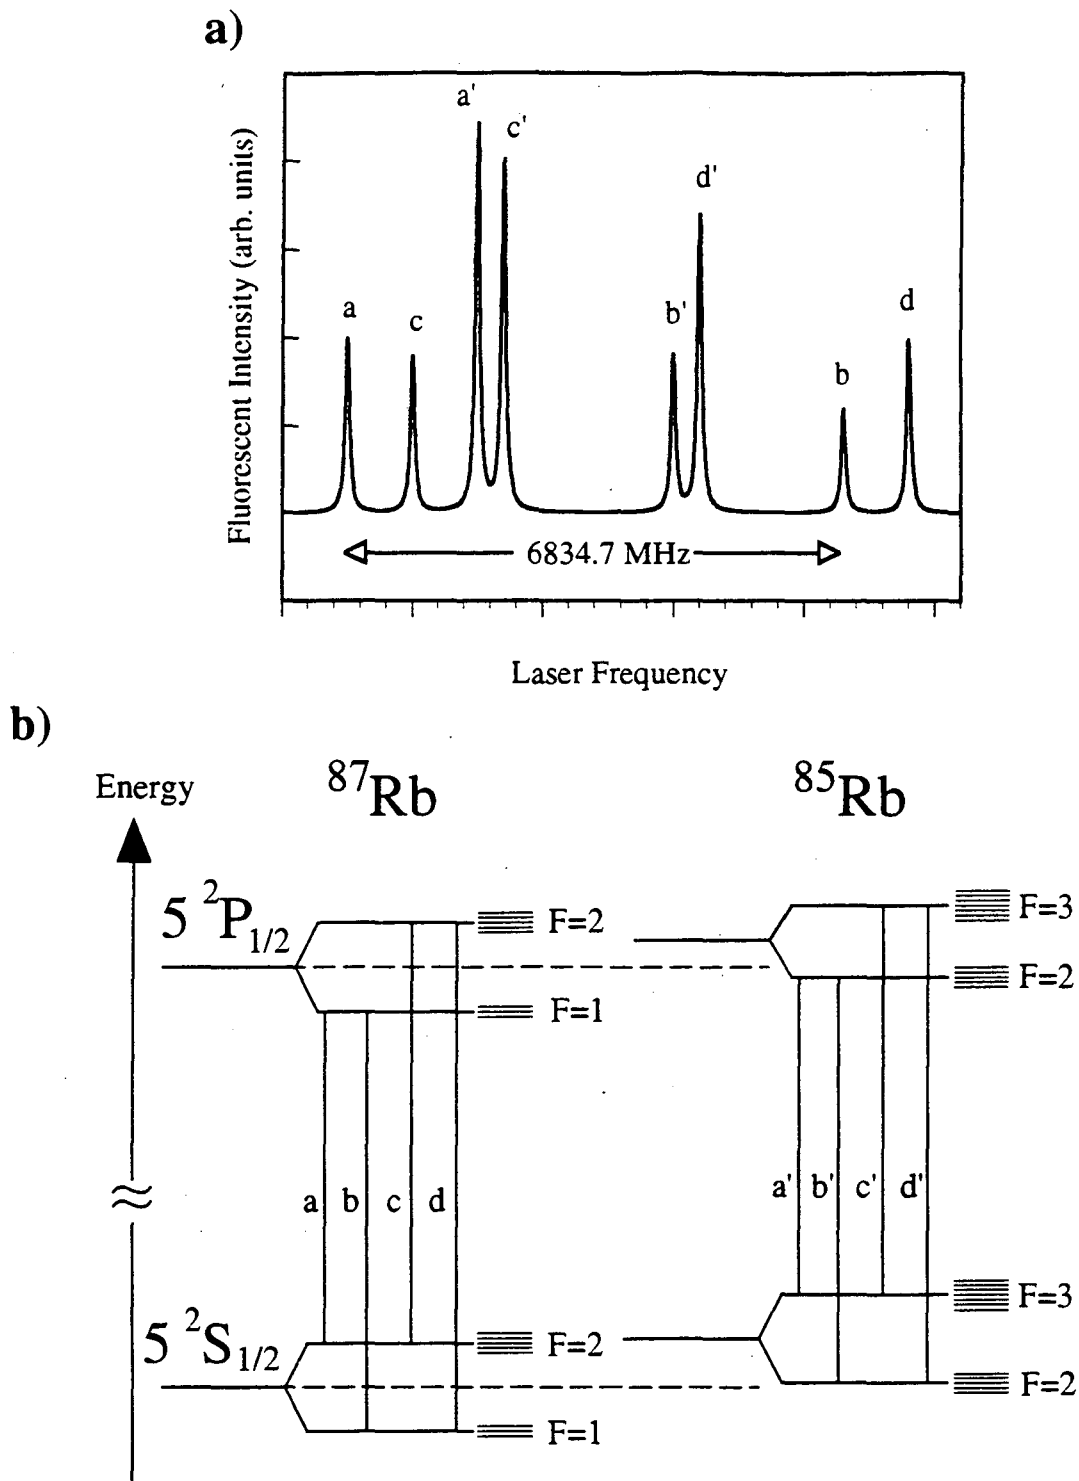 a)
a'
c'
d'
a
c
b'
b
d
Fluorescent Intensity (arb. units)
6834.7 MHz
Laser Frequency
b)
Energy
⁸⁷Rb
⁸⁵Rb
5 ²P₁/₂
F=2
F=1
F=3
F=2
a b c d
a' b' c' d'
5 ²S₁/₂
F=2
F=1
F=3
F=2